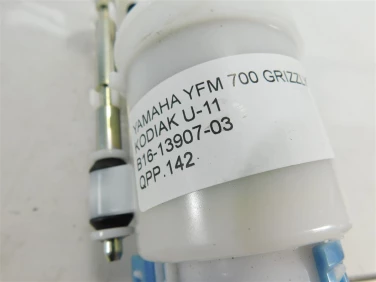 YAMAHA YFM 700 GRIZZLY
KODIAK U-11
B16-13907-03
QPP.142